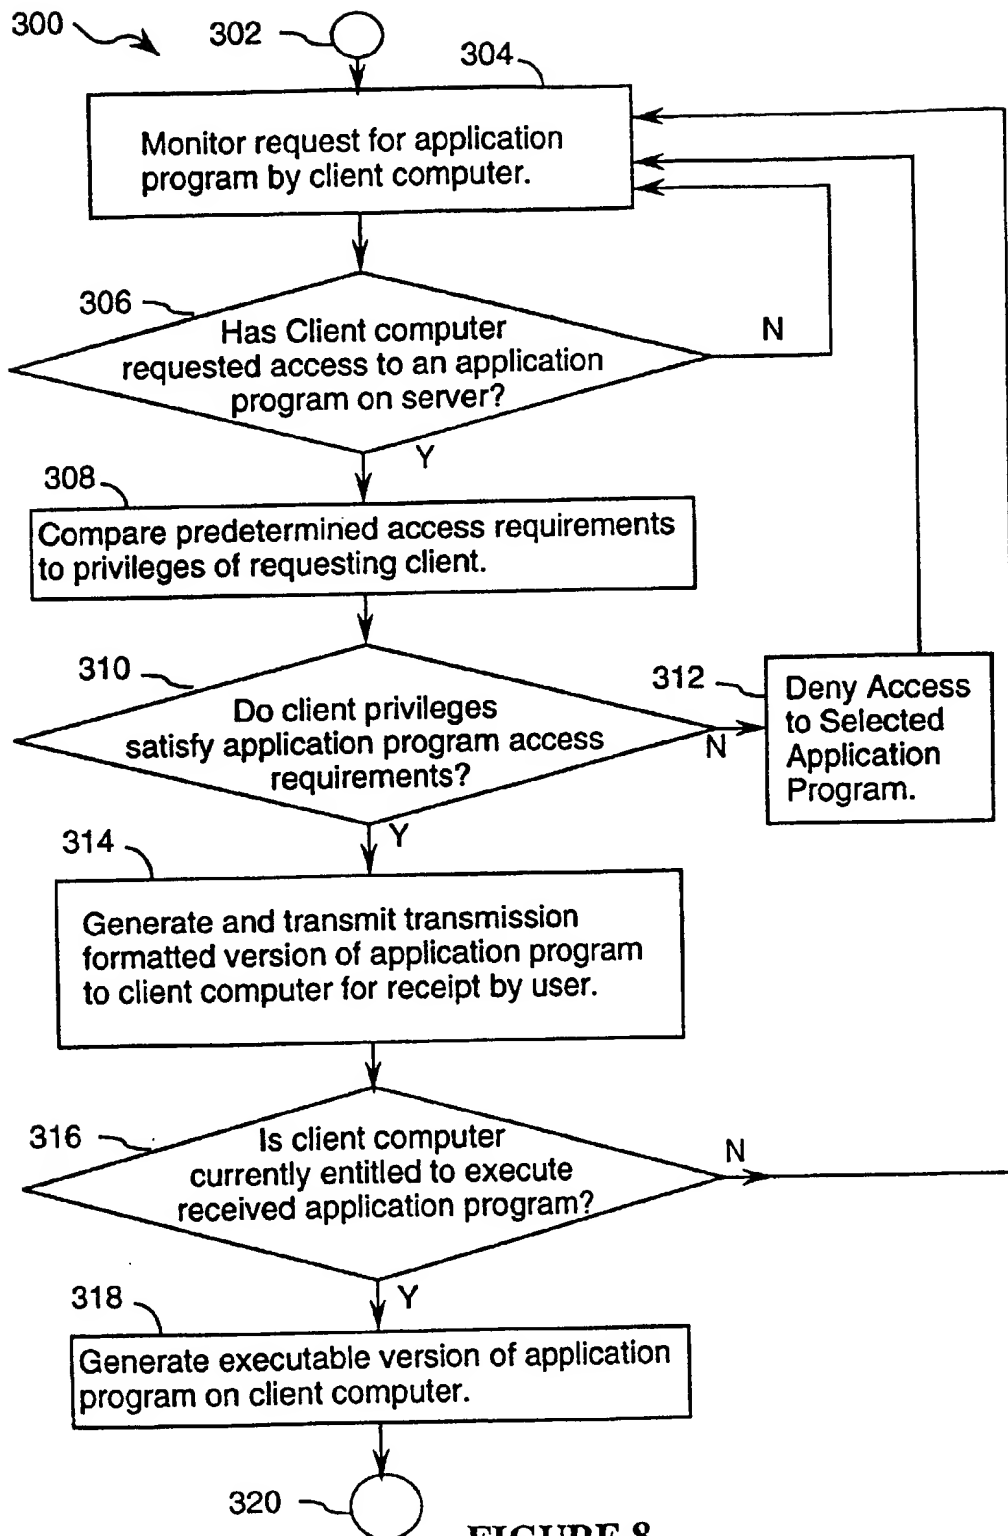 300
302
304
Monitor request for application
program by client computer.
306
Has Client computer
requested access to an application
program on server?
N
Y
308
Compare predetermined access requirements
to privileges of requesting client.
310
Do client privileges
satisfy application program access
requirements?
N
312
Deny Access
to Selected
Application
Program.
Y
314
Generate and transmit transmission
formatted version of application program
to client computer for receipt by user.
316
Is client computer
currently entitled to execute
received application program?
N
Y
318
Generate executable version of application
program on client computer.
320
FIGURE 8